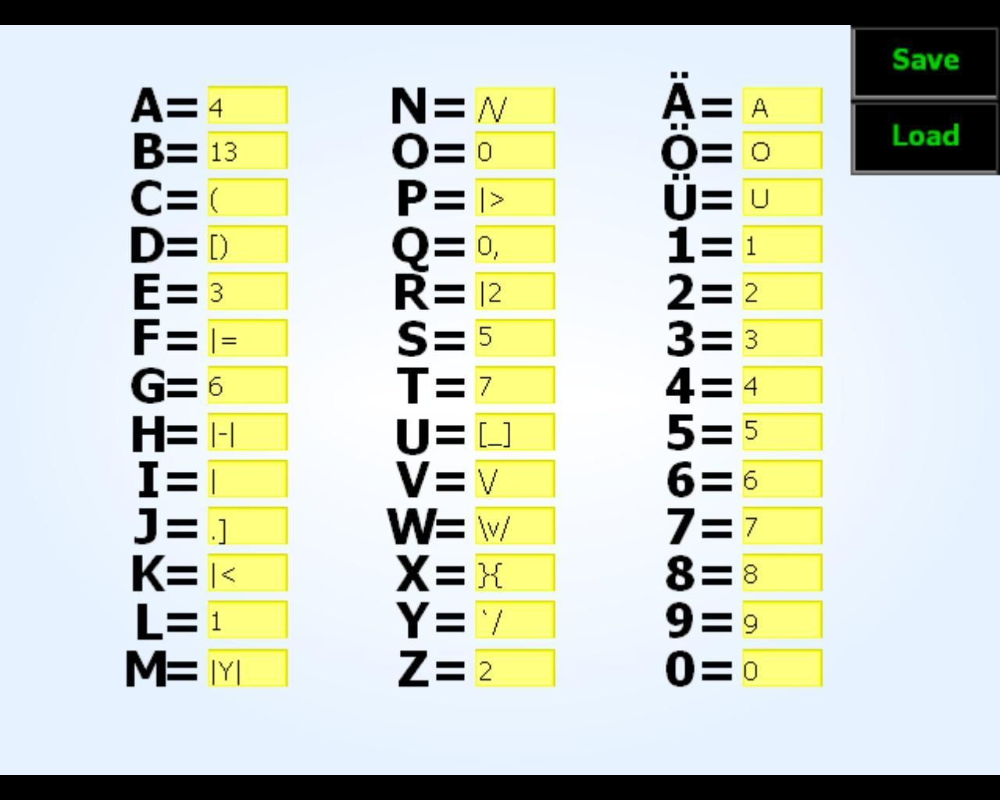 Save
Load
A= 4
B= 13
C= (
D= [)
E= 3
F= |=
G= 6
H= |-|
I= |
J= .]
K= |<
L= 1
M= |Y|
N= /\/
O= 0
P= |>
Q= 0,
R= |2
S= 5
T= 7
U= [_]
V= \/
W= \v/
X= }{
Y= `/
Z= 2
Ä= A
Ö= O
Ü= U
1= 1
2= 2
3= 3
4= 4
5= 5
6= 6
7= 7
8= 8
9= 9
0= 0